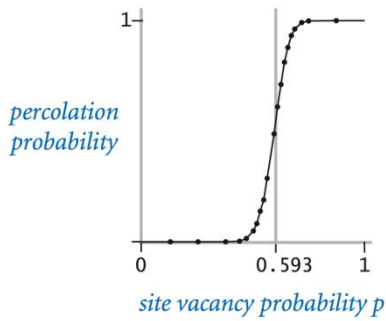 1
percolation
probability
0
0.593
1
site vacancy probability p